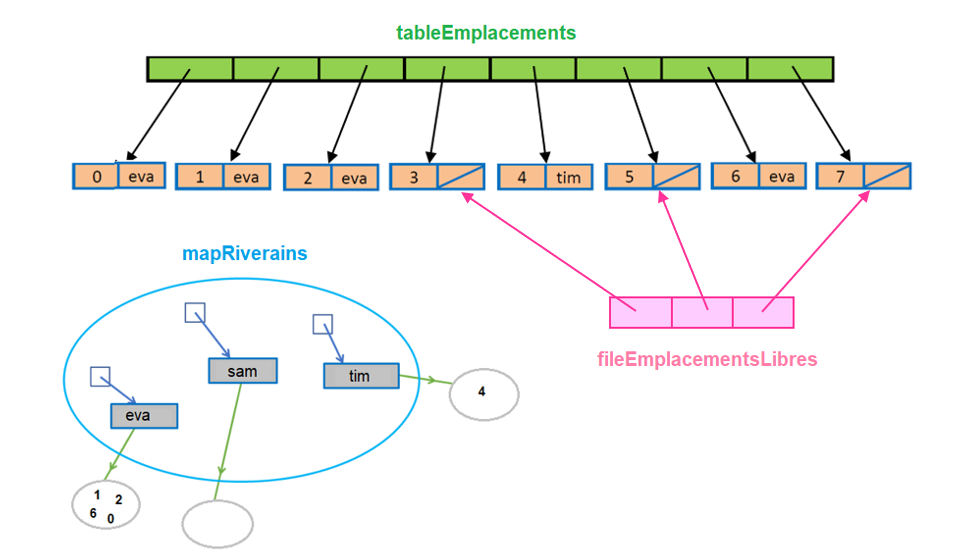 tableEmplacements
0 eva 1 eva 2 eva 3 4 tim 5 6 eva 7
mapRiverains
fileEmplacementsLibres
sam
tim
4
eva
1 2
6 0